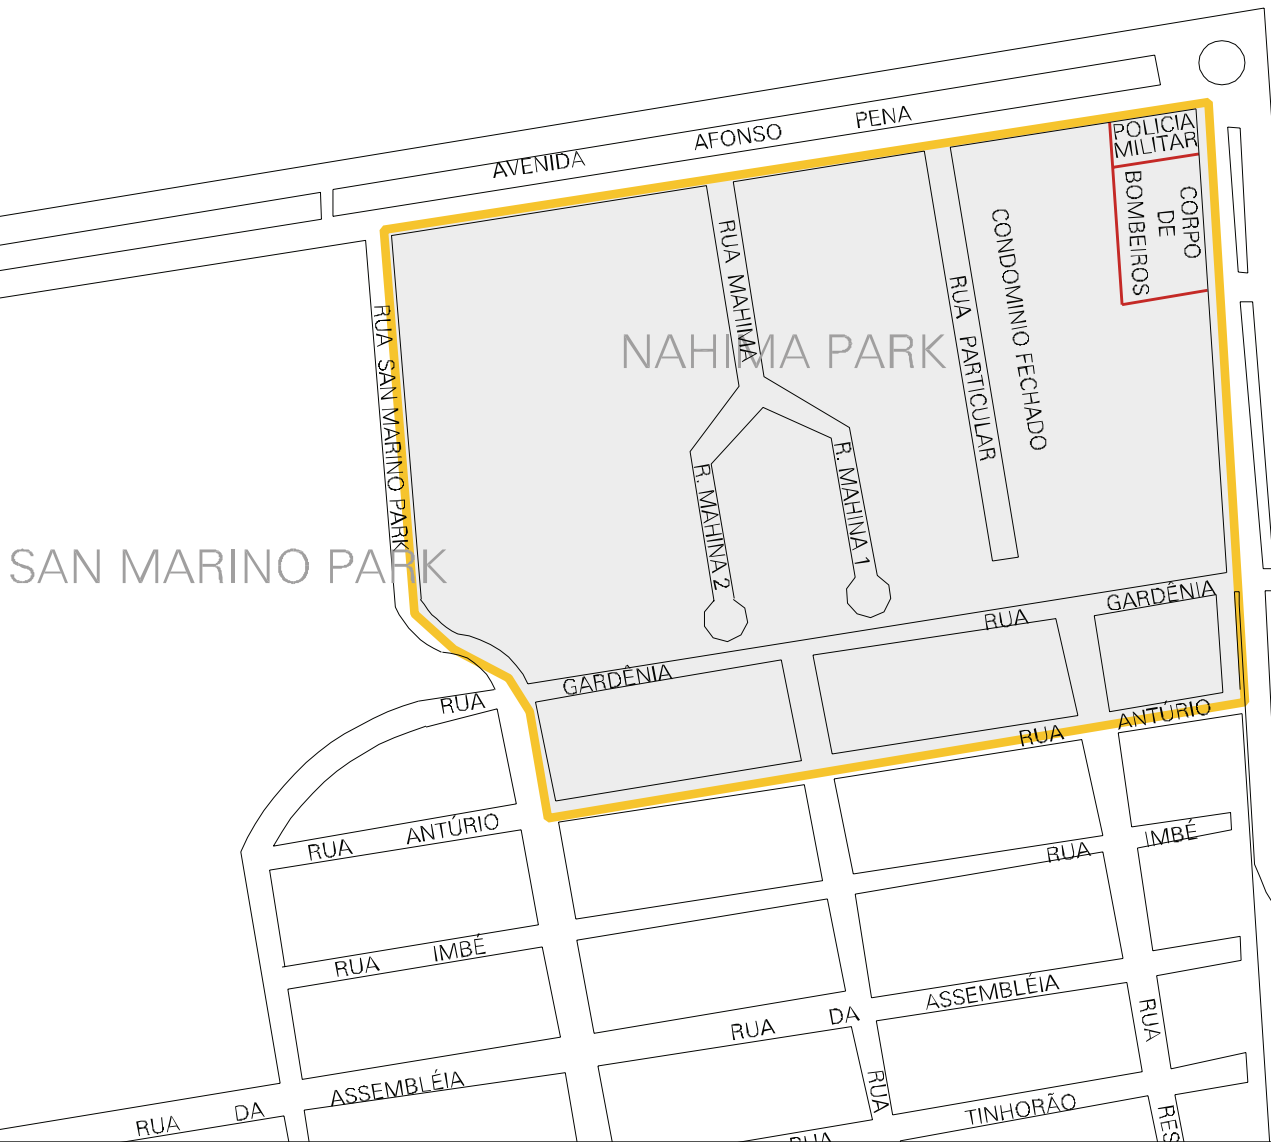 AVENIDA AFONSO PENA
POLICIA
MILITAR
CORPO
DE
BOMBEIROS
RUA MAHIMA
CONDOMINIO FECHADO
RUA PARTICULAR
RUA SAN MARINO PARK
NAHIMA PARK
R. MAHINA 2
R. MAHINA 1
SAN MARINO PARK
GARDÊNIA
RUA
GARDÊNIA
RUA
RUA ANTÚRIO
RUA ANTÚRIO
RUA IMBÉ
RUA IMBÉ
RUA DA ASSEMBLÉIA
RUA
RUA DA ASSEMBLÉIA
RUA
TINHORÃO
RES
RUA